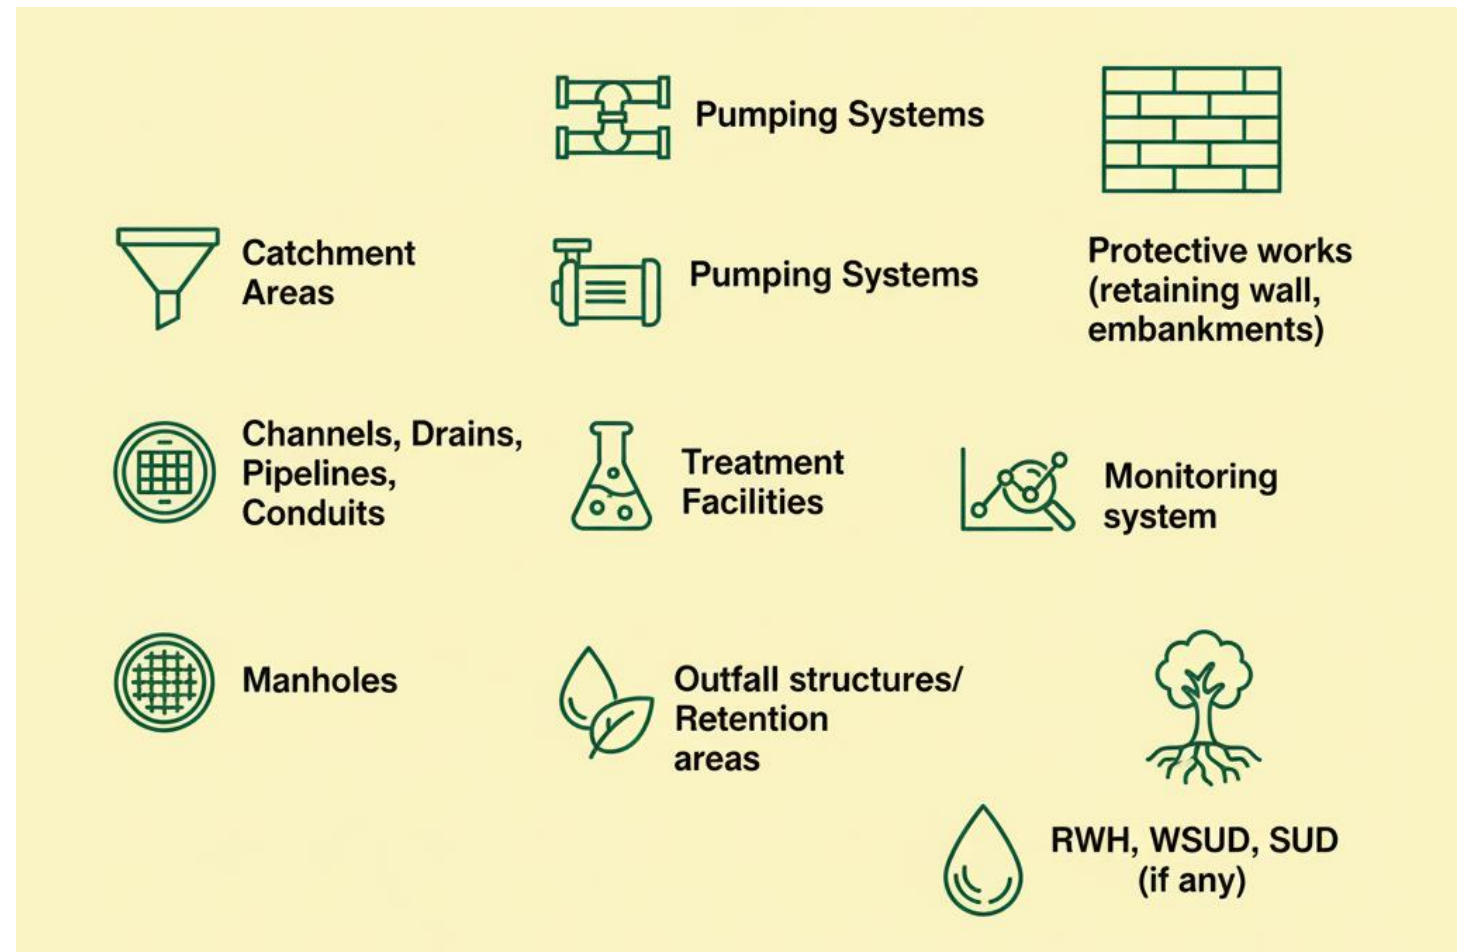 Pumping Systems
Catchment
Areas
Pumping Systems
Protective works
(retaining wall,
embankments)
Channels, Drains,
Pipelines,
Conduits
Treatment
Facilities
Monitoring
system
Manholes
Outfall structures/
Retention
areas
RWH, WSUD, SUD
(if any)